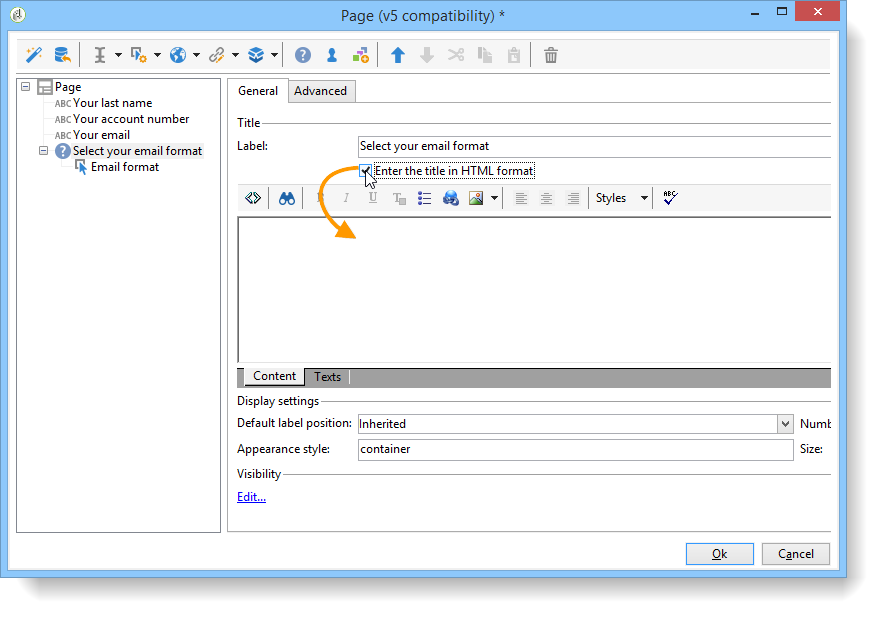 Page (v5 compatibility) *
Page
ABC Your last name
ABC Your account number
ABC Your email
? Select your email format
Email format
General Advanced
Title
Label: Select your email format
Enter the title in HTML format
I U T Styles ABC
Content Texts
Display settings
Default label position: Inherited Numb
Appearance style: container Size:
Visibility
Edit...
Ok Cancel